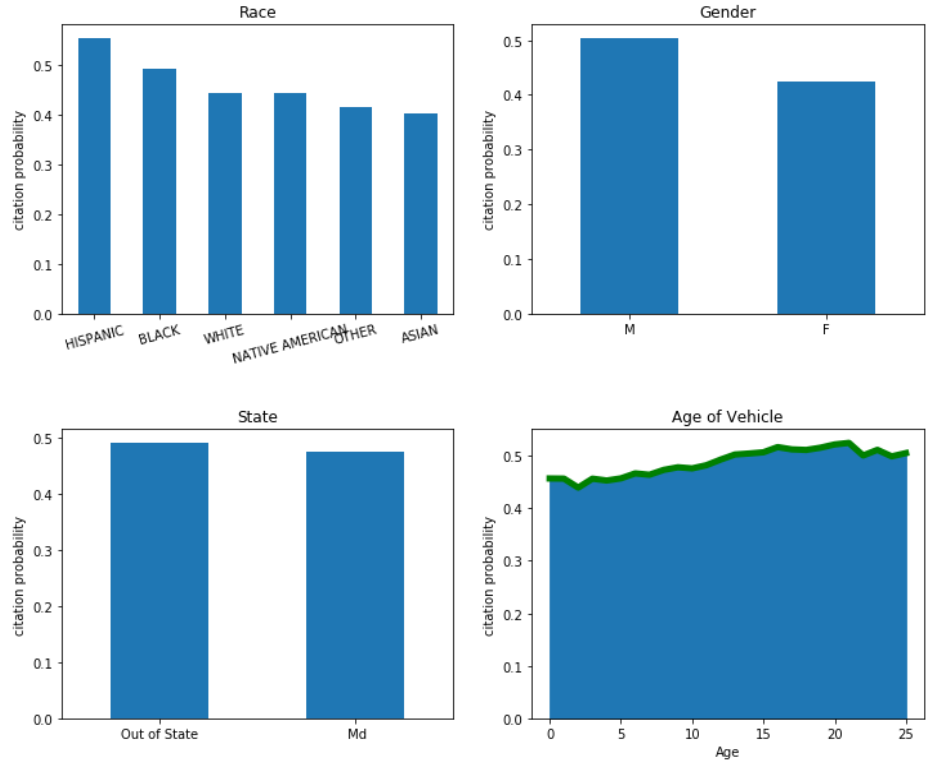 Race
citation probability
0.5
0.4
0.3
0.2
0.1
0.0
HISPANIC
BLACK
WHITE
NATIVE AMERICAN
OTHER
ASIAN
Gender
citation probability
0.5
0.4
0.3
0.2
0.1
0.0
M
F
State
citation probability
0.5
0.4
0.3
0.2
0.1
0.0
Out of State
Md
Age of Vehicle
citation probability
0.5
0.4
0.3
0.2
0.1
0.0
0
5
10
15
20
25
Age